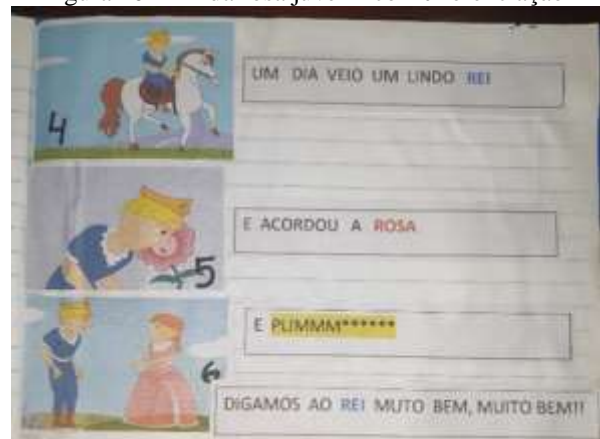 4
UM DIA VEIO UM LINDO REI
E ACORDOU A ROSA
5
E PUMMM******
6
DIGAMOS AO REI MUTO BEM, MUITO BEM!!